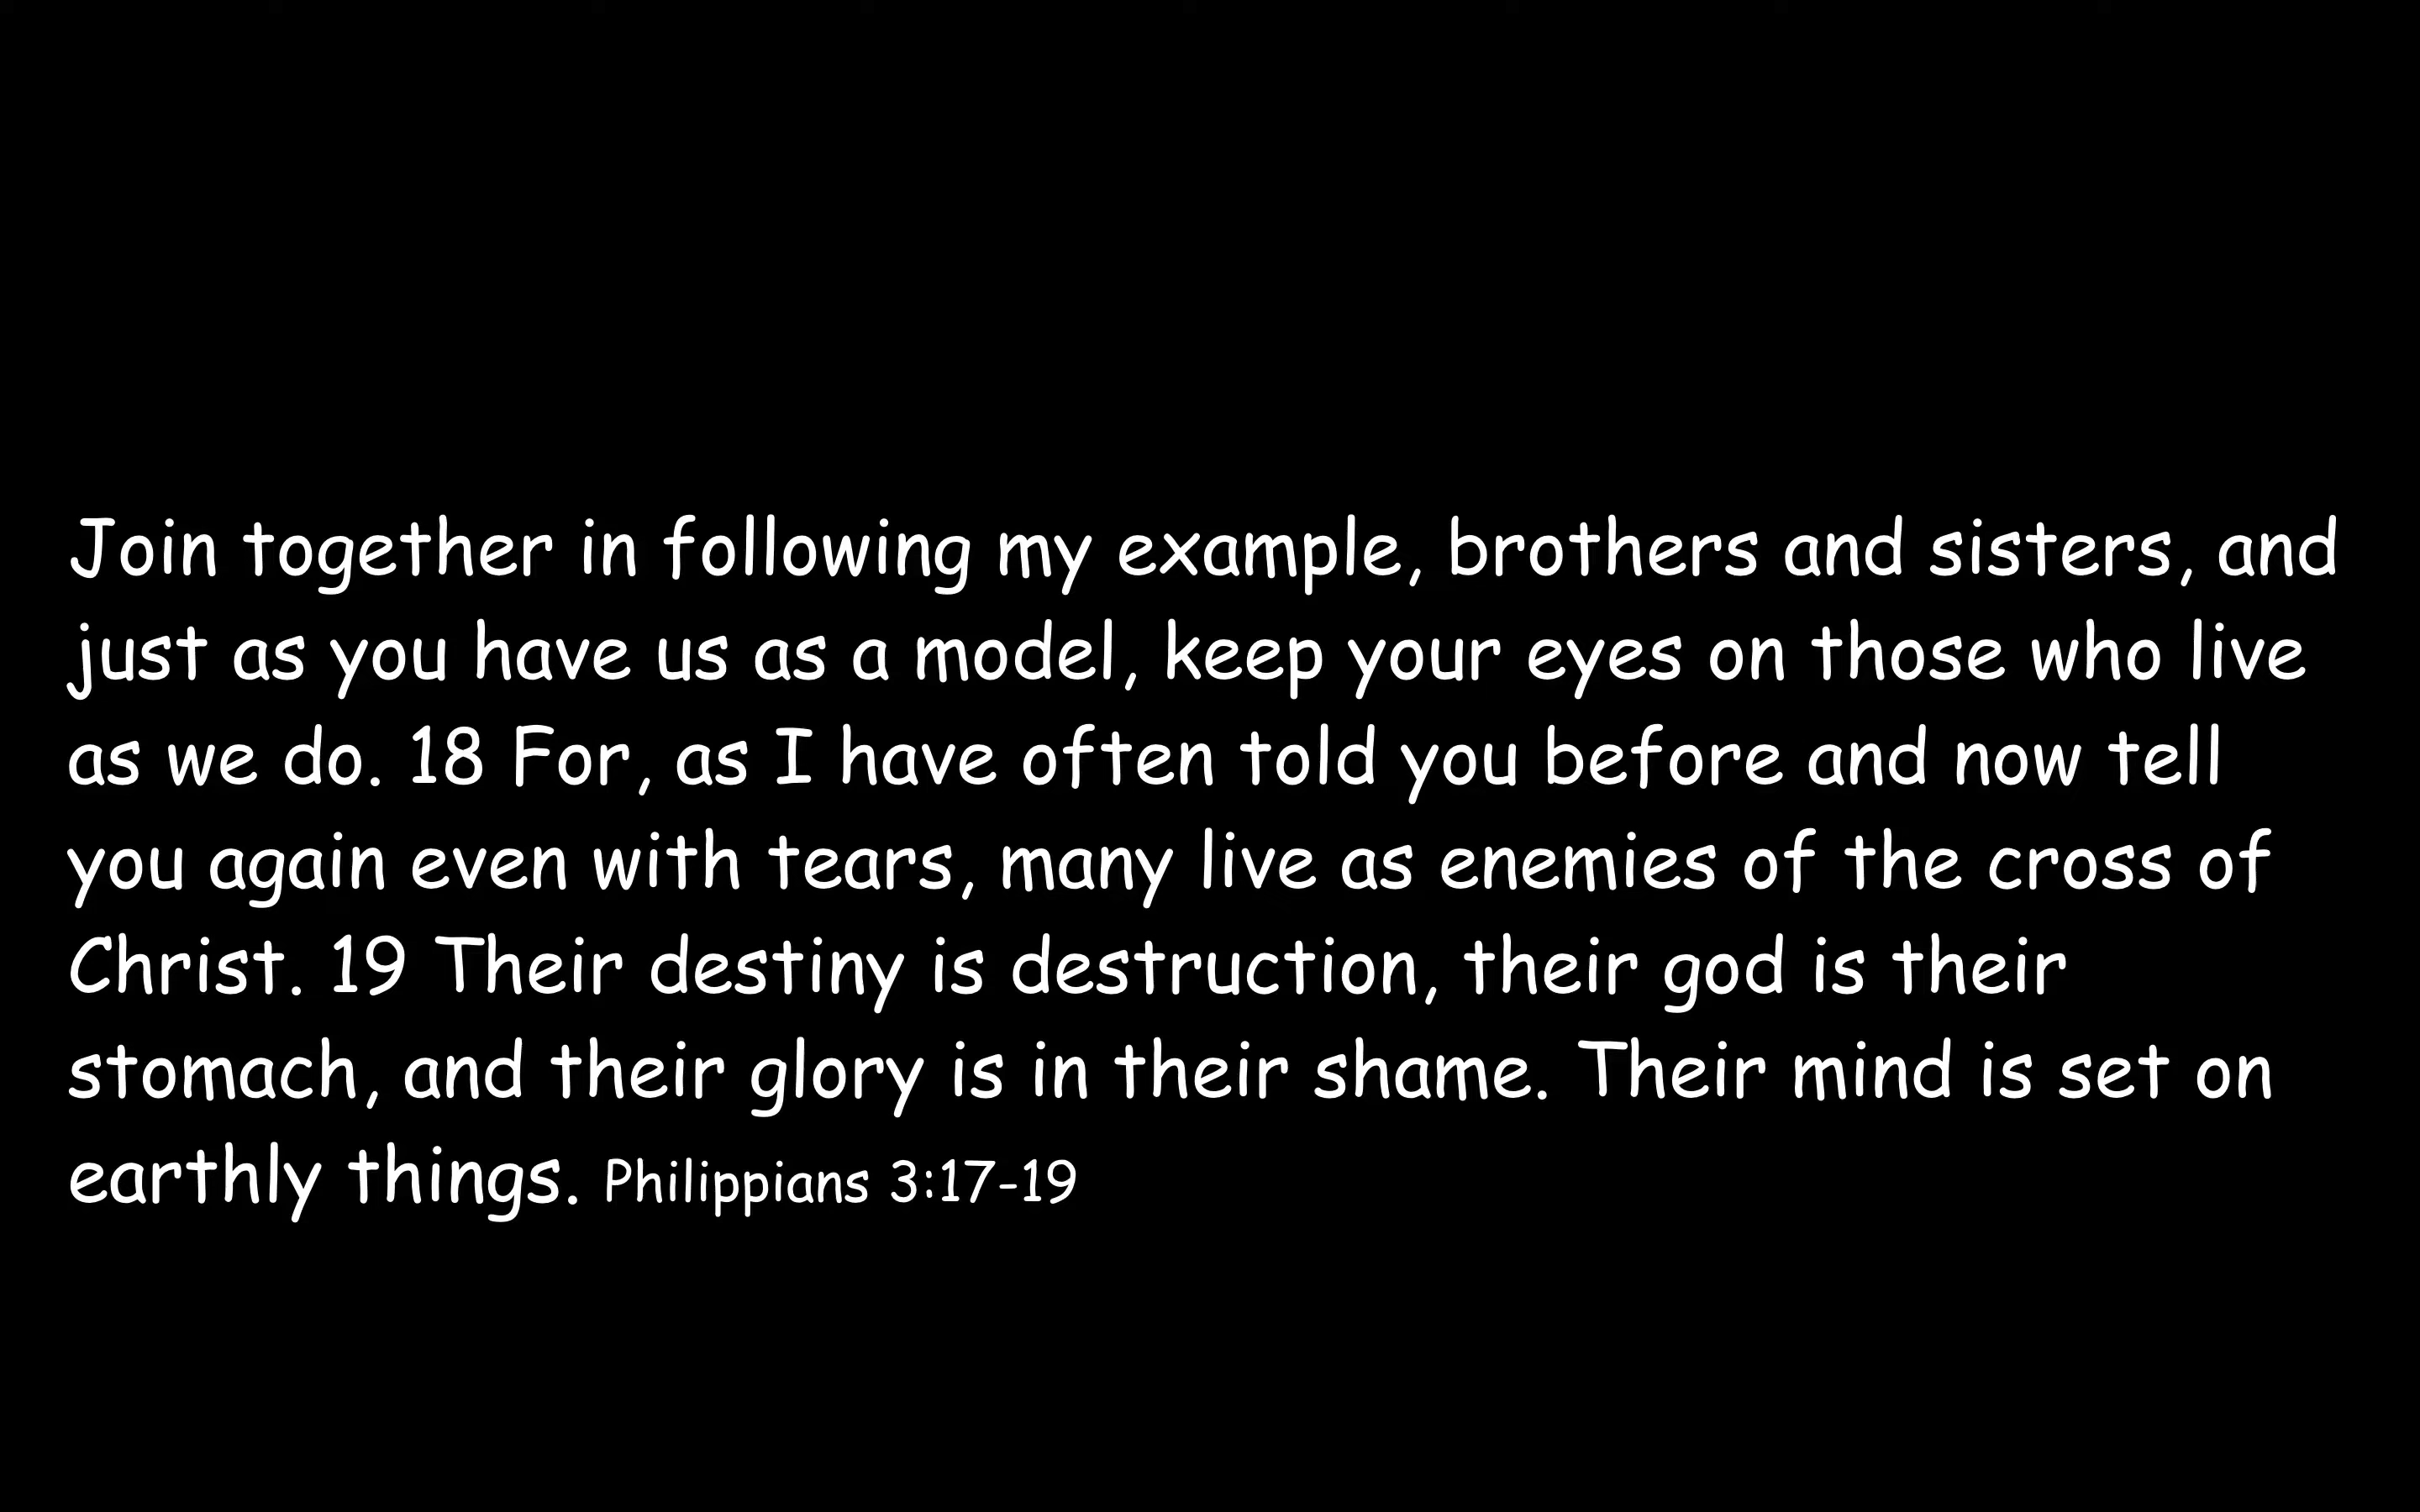 Join together in following my example, brothers and sisters, and
just as you have us as a model, keep your eyes on those who live
as we do. 18 For, as I have often told you before and now tell
you again even with tears, many live as enemies of the cross of
Christ. 19 Their destiny is destruction, their god is their
stomach, and their glory is in their shame. Their mind is set on
earthly things. Philippians 3:17-19